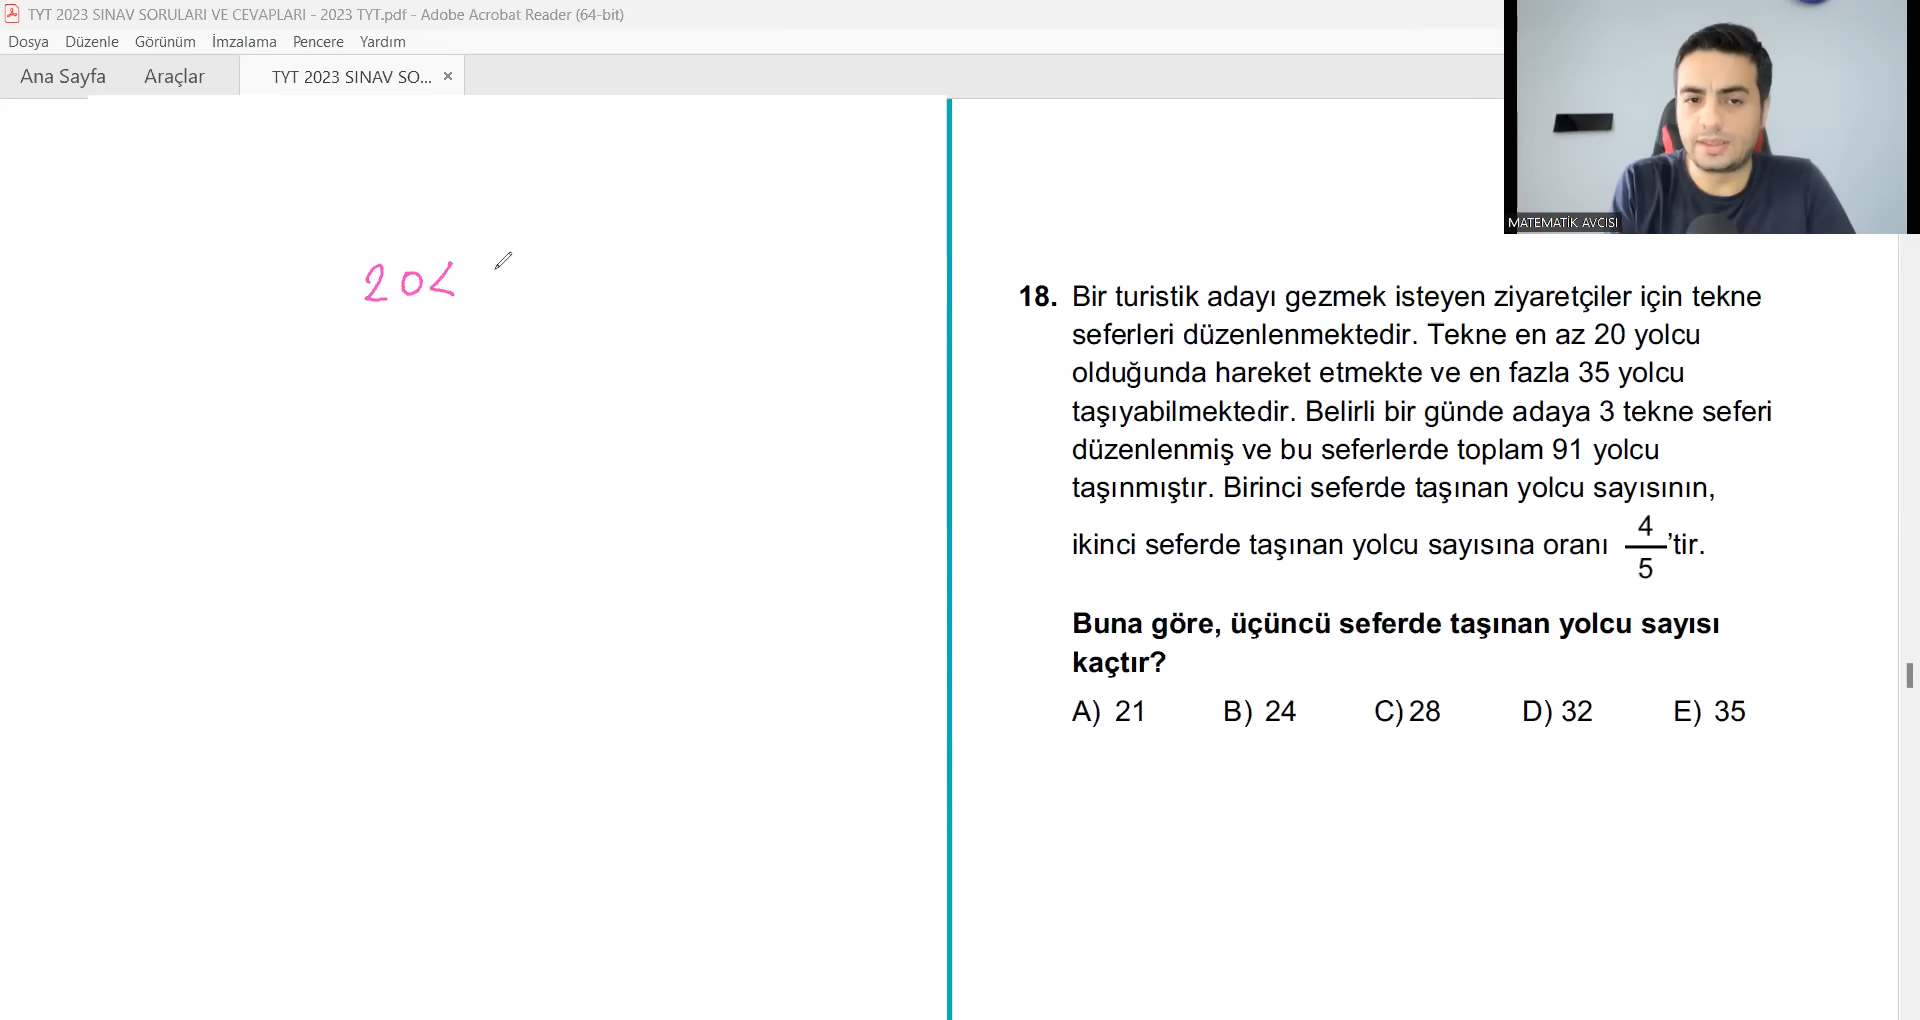 TYT 2023 SINAV SORULARI VE CEVAPLARI - 2023 TYT.pdf - Adobe Acrobat Reader (64-bit)
Dosya Düzenle Görünüm İmzalama Pencere Yardım
Ana Sayfa Araçlar TYT 2023 SINAV SO... ×
MATEMATİK AVCISI
20<
18. Bir turistik adayı gezmek isteyen ziyaretçiler için tekne
seferleri düzenlenmektedir. Tekne en az 20 yolcu
olduğunda hareket etmekte ve en fazla 35 yolcu
taşıyabilmektedir. Belirli bir günde adaya 3 tekne seferi
düzenlenmiş ve bu seferlerde toplam 91 yolcu
taşınmıştır. Birinci seferde taşınan yolcu sayısının,
ikinci seferde taşınan yolcu sayısına oranı 4/5'tir.
Buna göre, üçüncü seferde taşınan yolcu sayısı
kaçtır?
A) 21 B) 24 C) 28 D) 32 E) 35